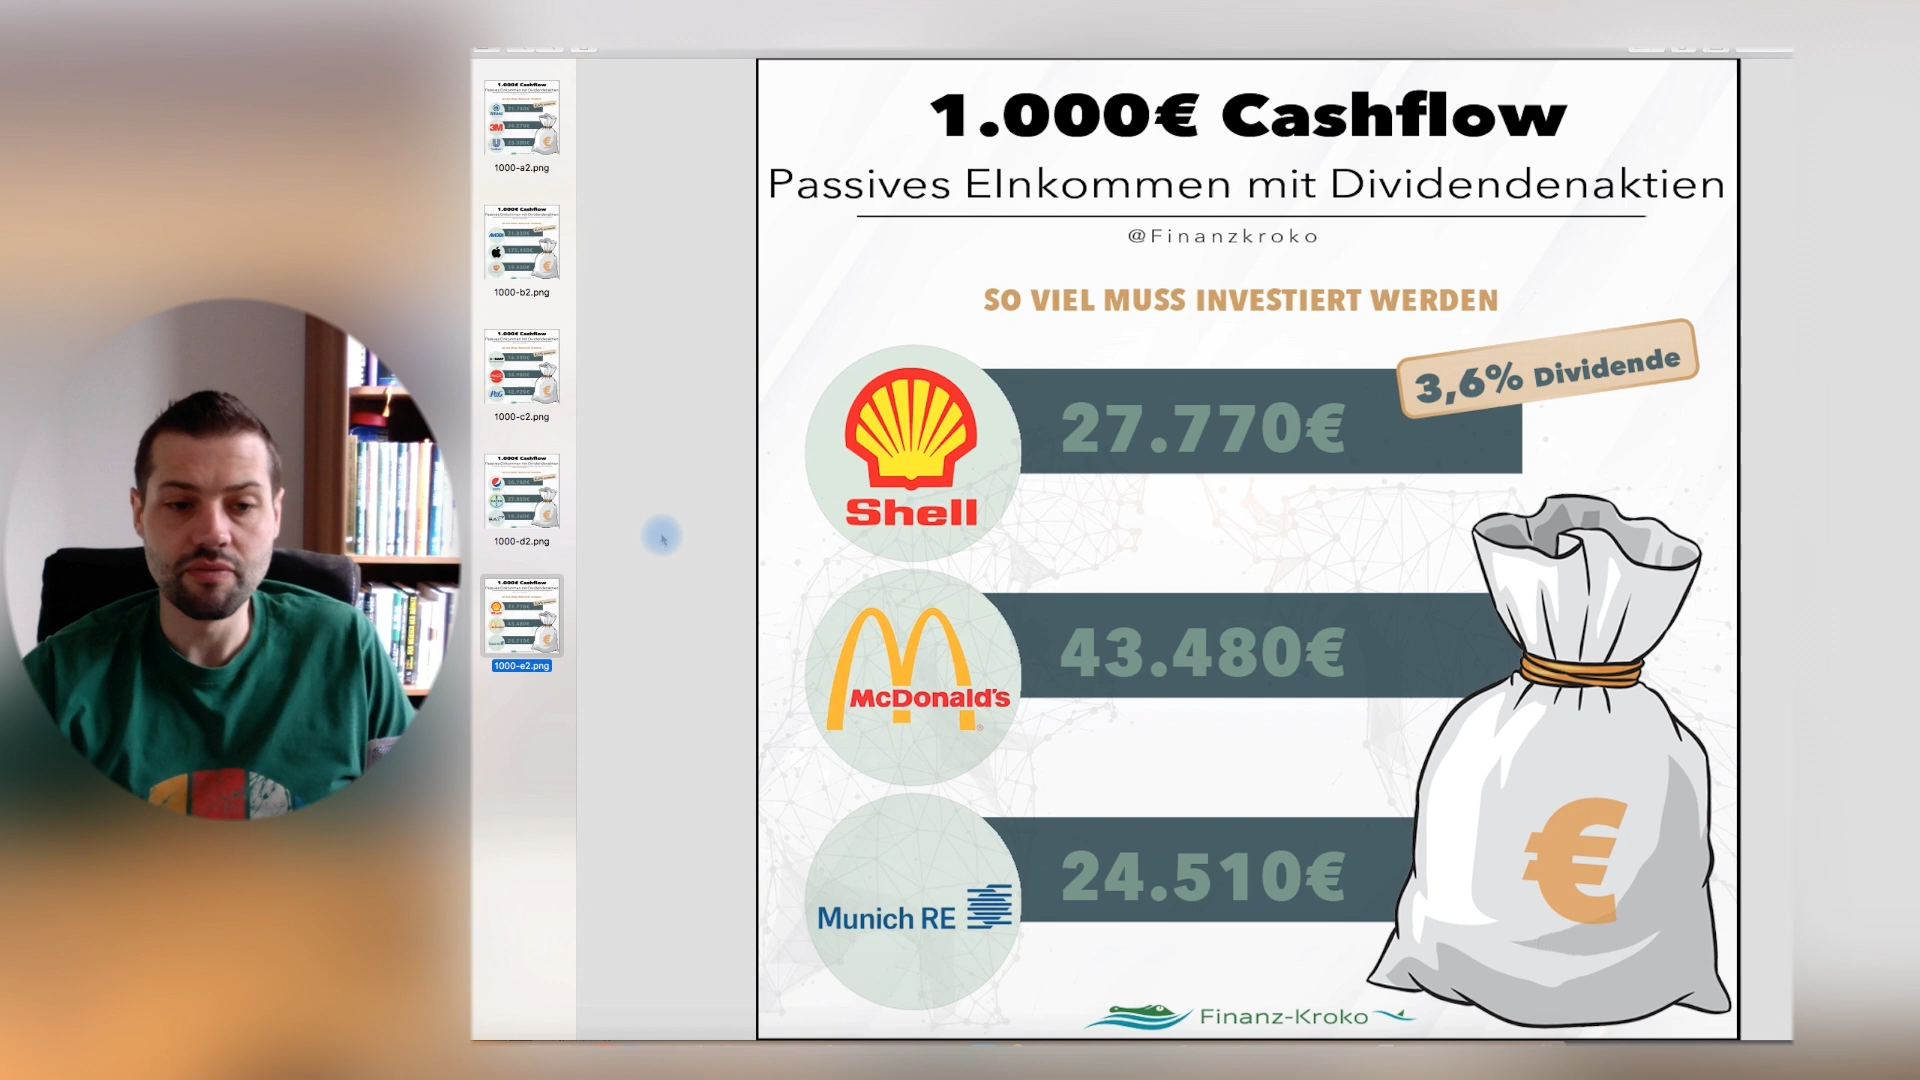 1.000€ Cashflow
Passives EInkommen mit Dividendenaktien
@Finanzkroko
SO VIEL MUSS INVESTIERT WERDEN
3,6% Dividende
27.770€
Shell
43.480€
McDonald's
24.510€
Munich RE
€
Finanz-Kroko
1000-a2.png
1000-b2.png
1000-c2.png
1000-d2.png
1000-e2.png